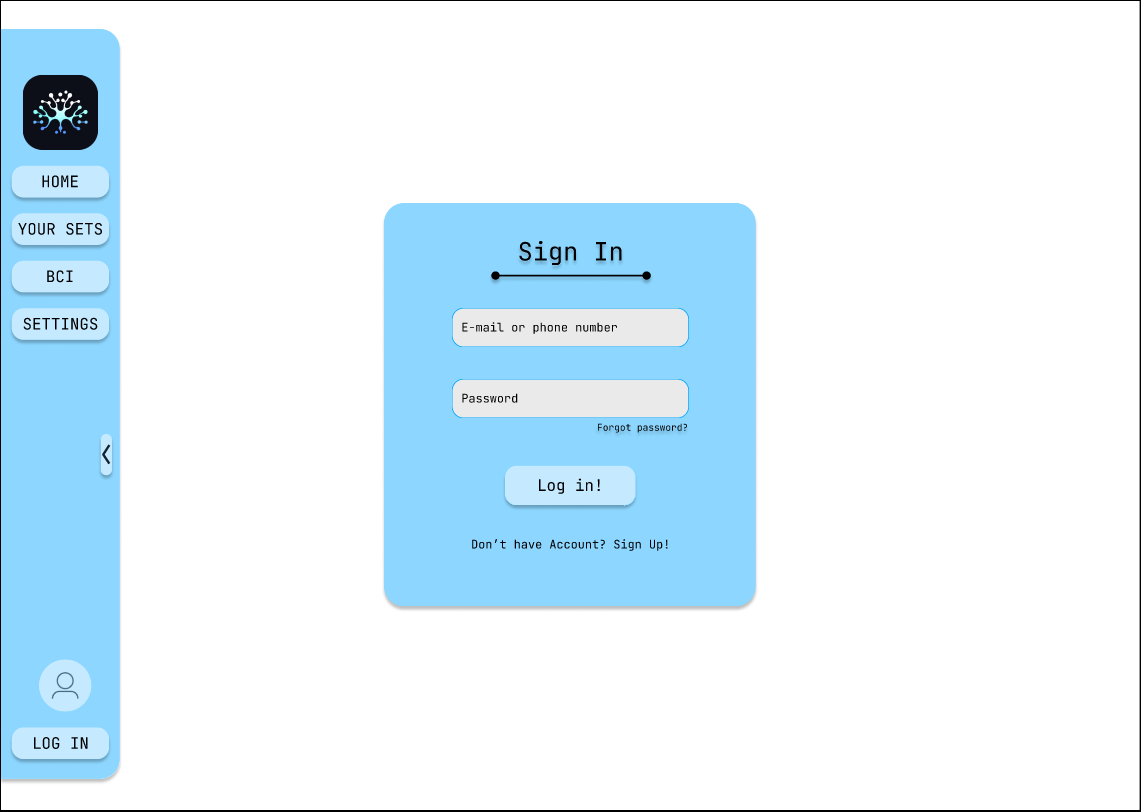 HOME
YOUR SETS
BCI
SETTINGS
LOG IN
Sign In
E-mail or phone number
Password
Forgot password?
Log in!
Don’t have Account? Sign Up!